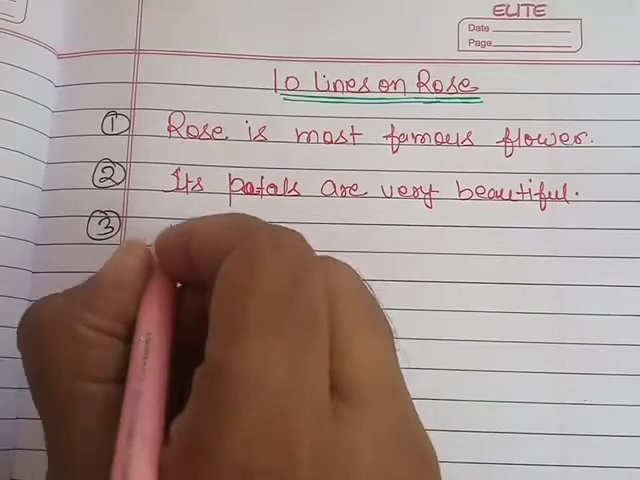 ELITE
Date
Page
10 lines on Rose
1 Rose is most famous flower.
2 Its petals are very beautiful.
3